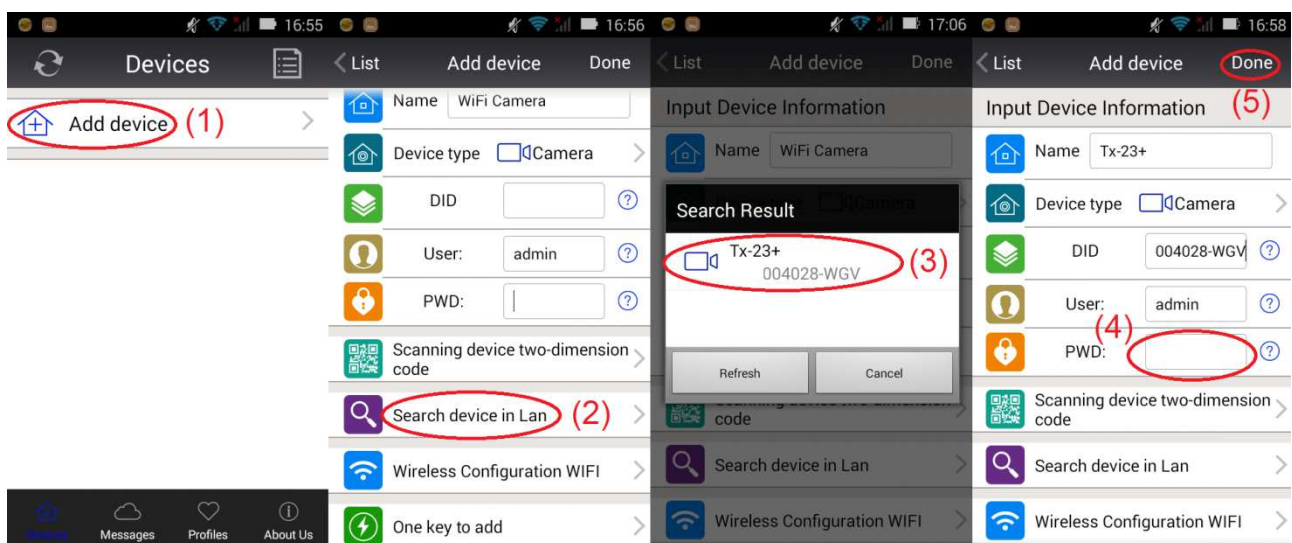 16:55
Devices
Add device (1)
Devices
Messages
Profiles
About Us
16:56
List
Add device
Done
Name
WiFi Camera
Device type
Camera
DID
User:
admin
PWD:
Scanning device two-dimension
code
Search device in Lan (2)
Wireless Configuration WIFI
One key to add
17:06
List
Add device
Done
Input Device Information
Name
WiFi Camera
Search Result
Tx-23+
004028-WGV
(3)
Refresh
Cancel
code
Search device in Lan
Wireless Configuration WIFI
16:58
List
Add device
Done
(5)
Input Device Information
Name
Tx-23+
Device type
Camera
DID
004028-WGV
User:
admin
(4)
PWD:
Scanning device two-dimension
code
Search device in Lan
Wireless Configuration WIFI